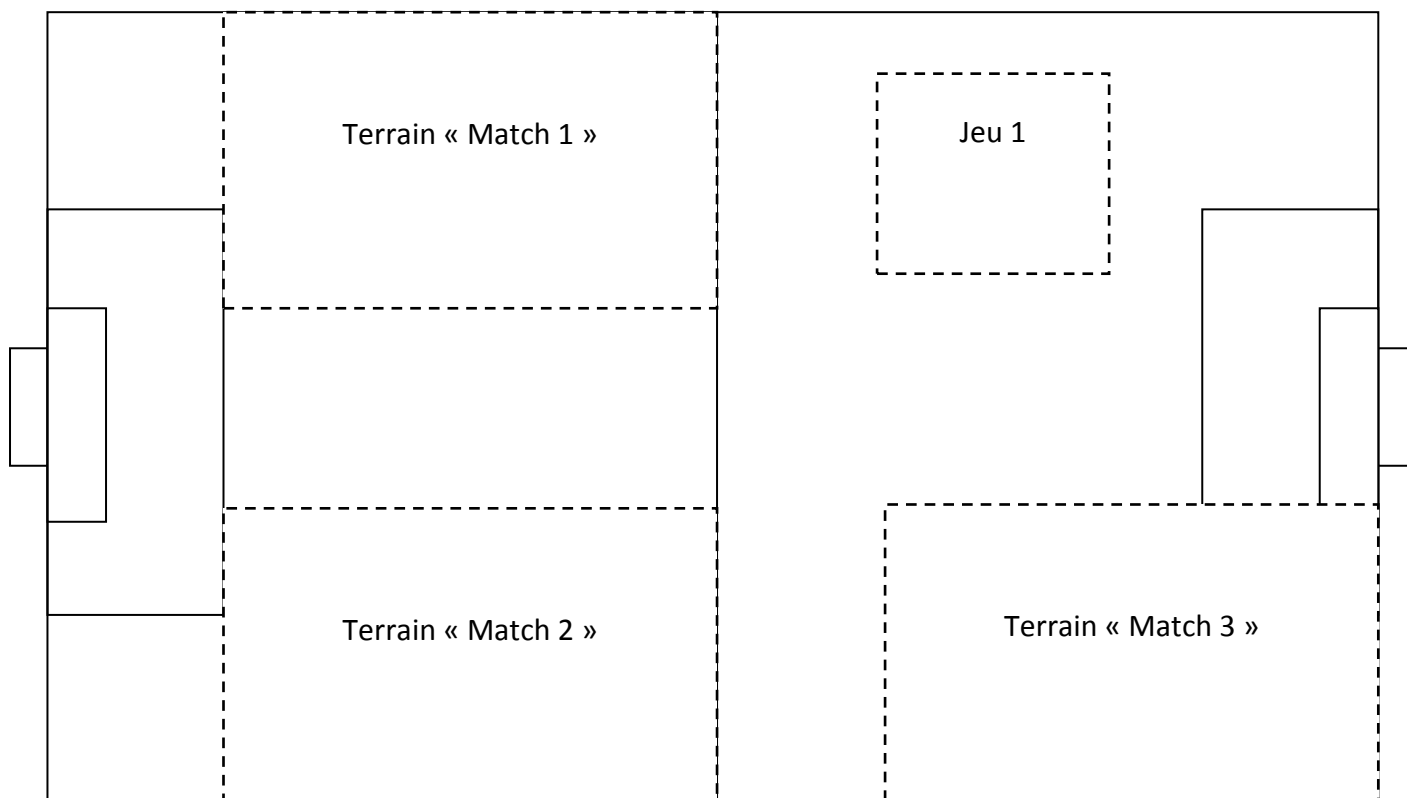 Terrain « Match 1 »
Jeu 1
Terrain « Match 2 »
Terrain « Match 3 »